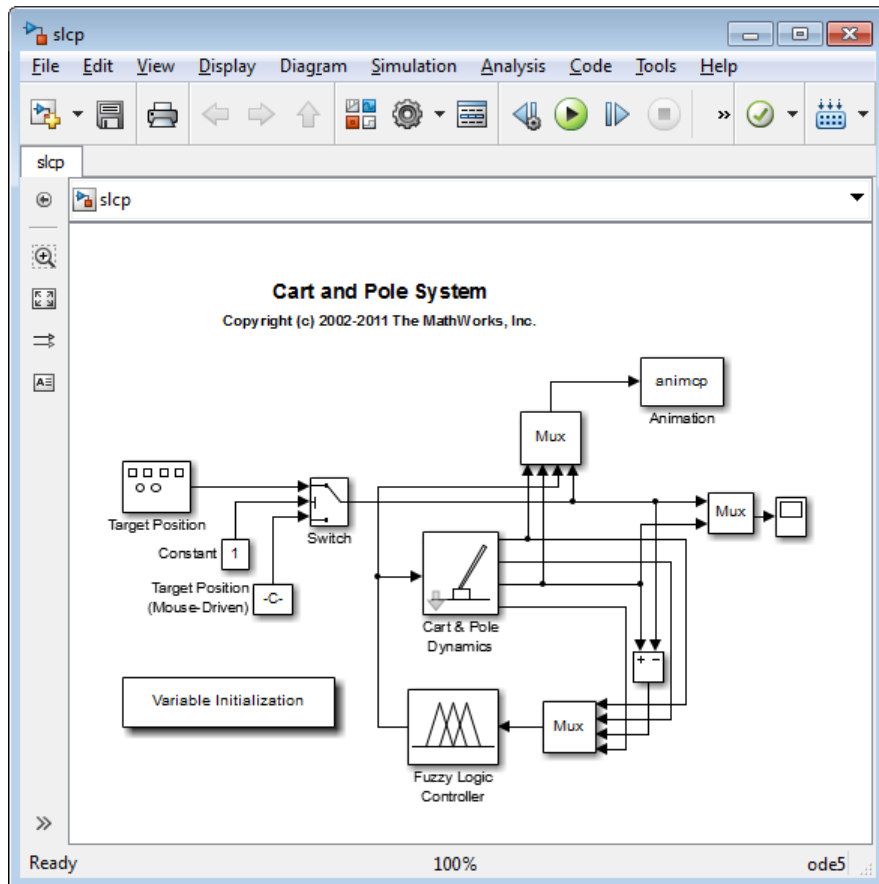 slcp
File Edit View Display Diagram Simulation Analysis Code Tools Help
»
slcp
slcp
Cart and Pole System
Copyright (c) 2002-2011 The MathWorks, Inc.
animcp
Animation
Mux
Target Position
Switch
Mux
Constant
1
Target Position
(Mouse-Driven)
-C-
Cart & Pole
Dynamics
+ −
Variable Initialization
Mux
Fuzzy Logic
Controller
»
Ready 100% ode5